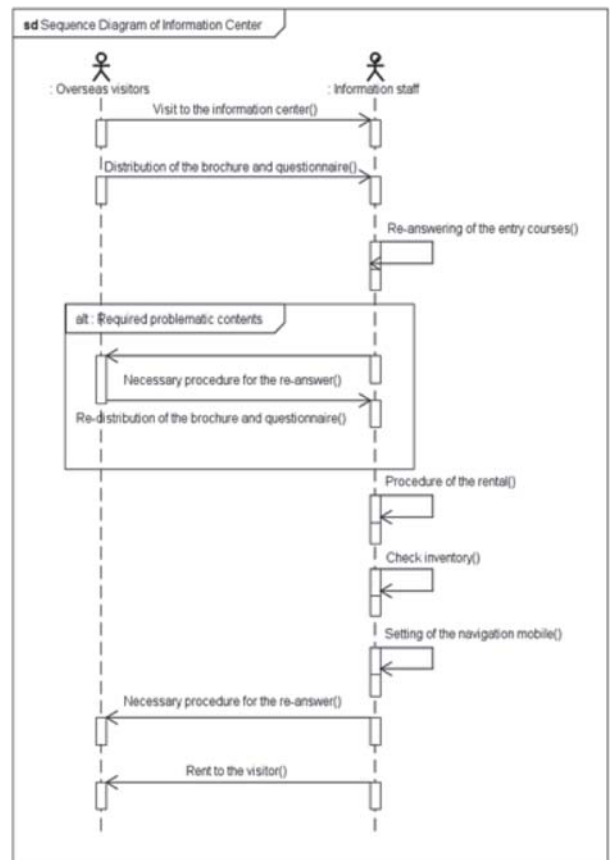 sd Sequence Diagram of Information Center
: Overseas visitors
: Information staff
Visit to the information center()
Distribution of the brochure and questionnaire()
Re-answering of the entry courses()
alt : Required problematic contents
Necessary procedure for the re-answer()
Re-distribution of the brochure and questionnaire()
Procedure of the rental()
Check inventory()
Setting of the navigation mobile()
Necessary procedure for the re-answer()
Rent to the visitor()